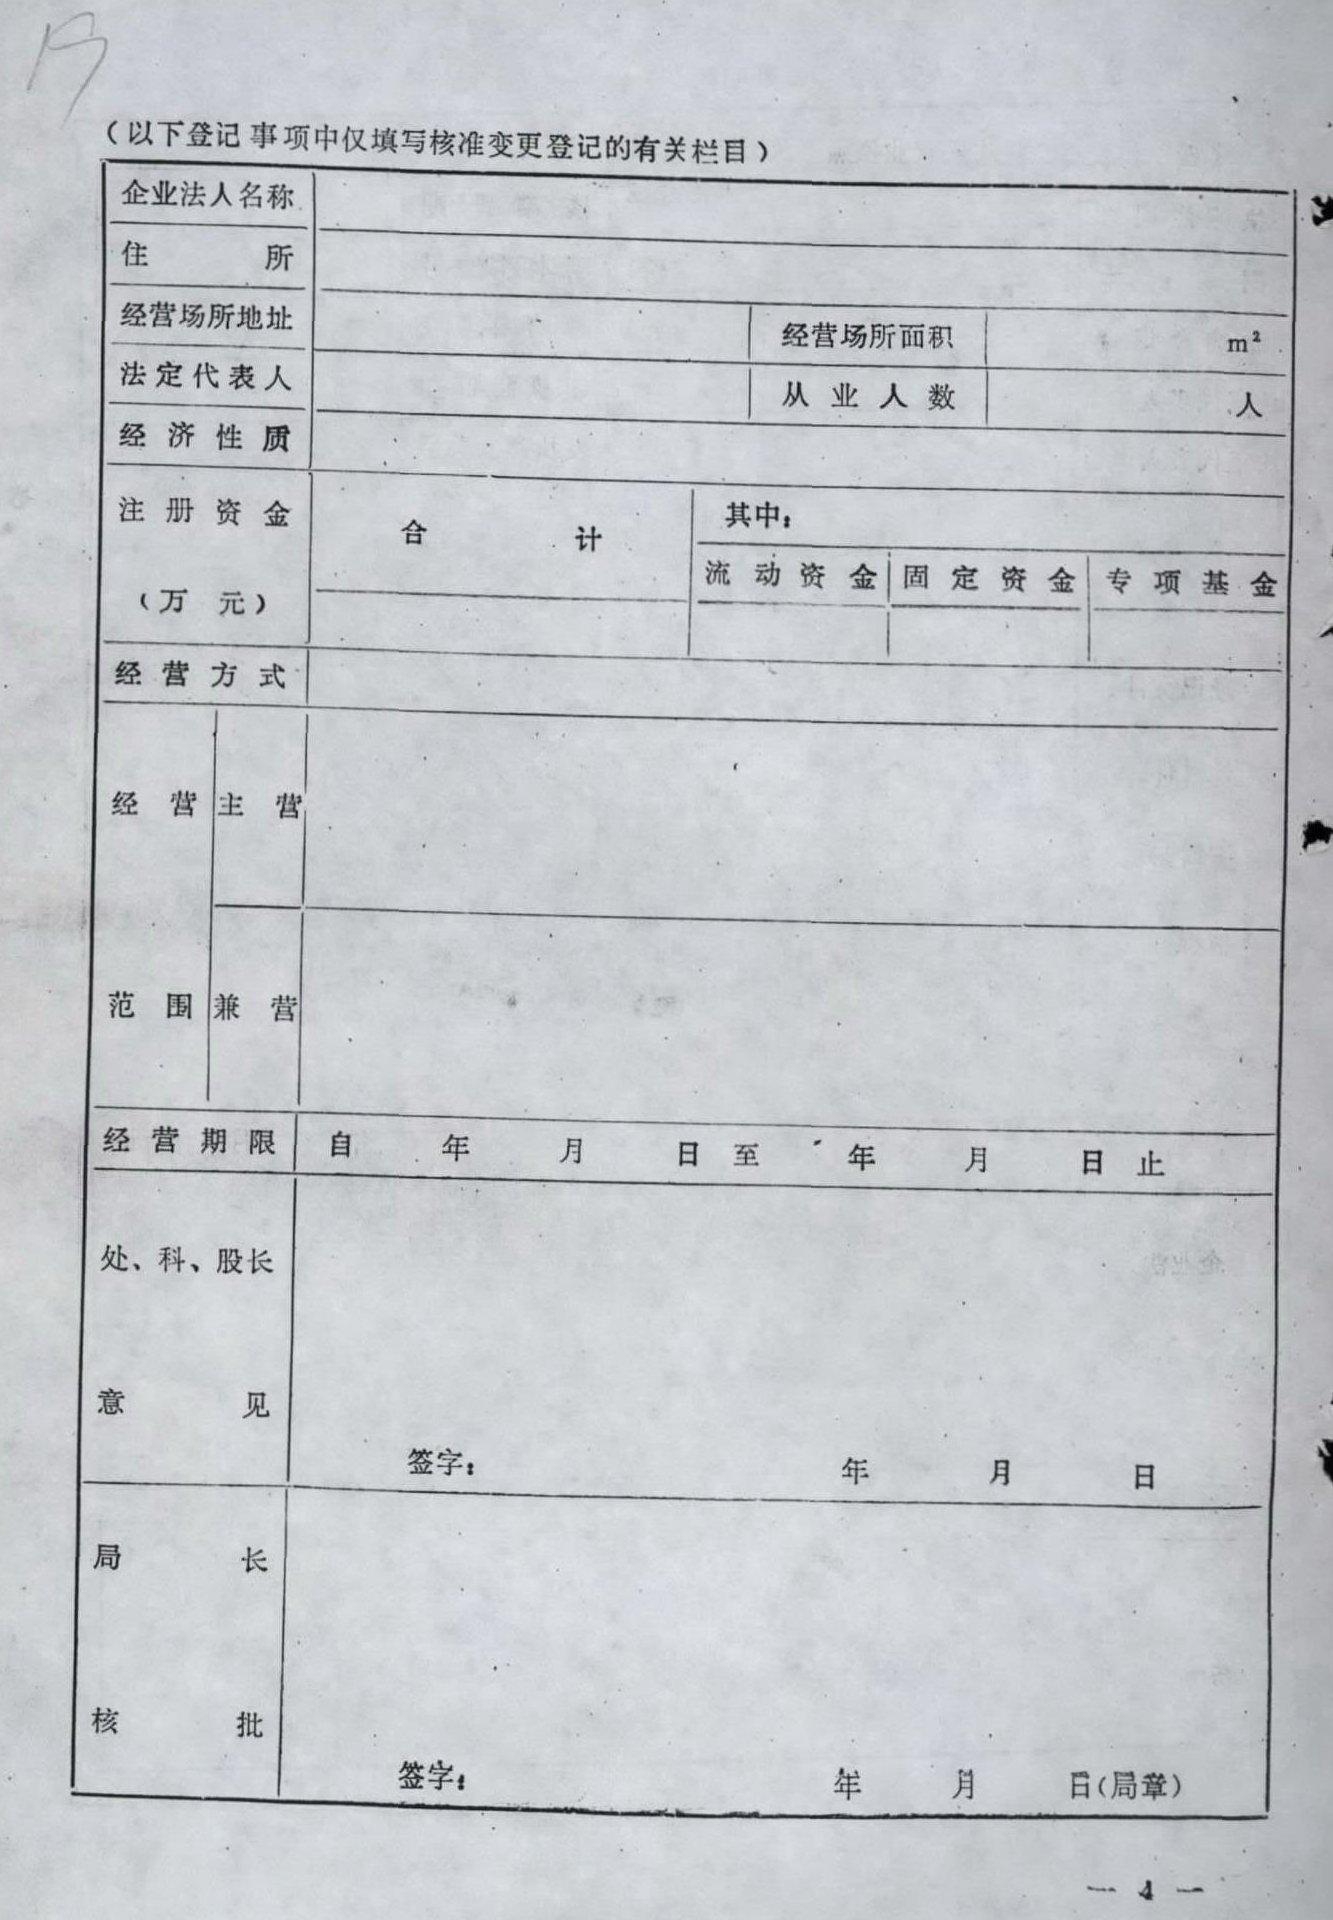 （以下登记事项中仅填写核准变更登记的有关栏目）
企业法人名称
住 所
经营场所地址 经营场所面积 m²
法定代表人 从业人数 人
经济性质
注册资金 合 计 其中：
（万 元） 流动资金 固定资金 专项基金
经营方式
经营 主营
范围 兼营
经营期限 自 年 月 日 至 年 月 日 止
处、科、股长
意 见
签字： 年 月 日
局 长
核 批
签字： 年 月 日（局章）
— 4 —